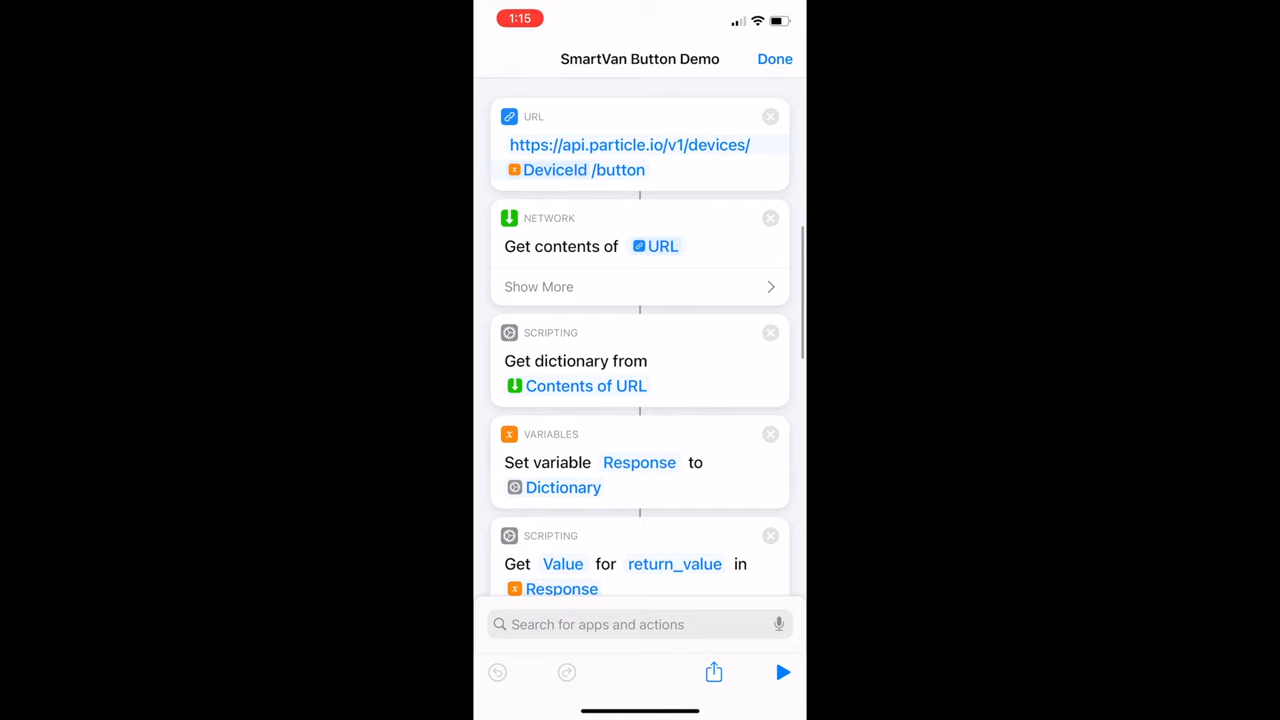 1:15
SmartVan Button Demo
Done
URL
https://api.particle.io/v1/devices/
DeviceId /button
NETWORK
Get contents of URL
Show More
SCRIPTING
Get dictionary from
Contents of URL
VARIABLES
Set variable Response to
Dictionary
SCRIPTING
Get Value for return_value in
Response
Search for apps and actions